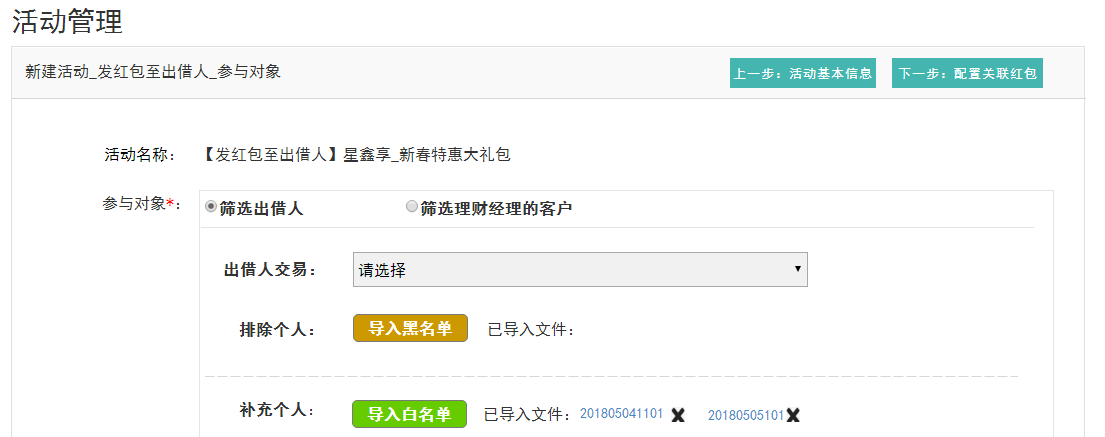 活动管理
新建活动_发红包至出借人_参与对象 上一步：活动基本信息 下一步：配置关联红包
活动名称： 【发红包至出借人】星鑫享_新春特惠大礼包
参与对象*： 筛选出借人 筛选理财经理的客户
出借人交易： 请选择
排除个人： 导入黑名单 已导入文件：
补充个人： 导入白名单 已导入文件： 201805041101 20180505101